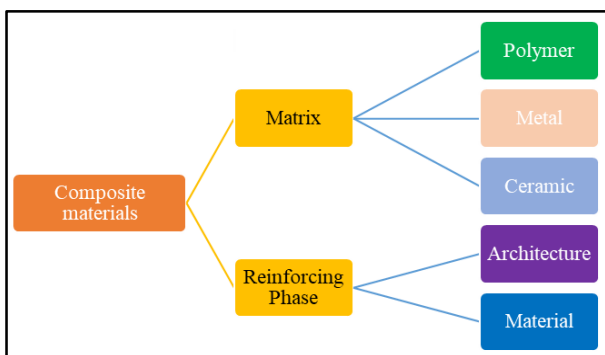 Composite
materials
Matrix
Polymer
Metal
Ceramic
Reinforcing
Phase
Architecture
Material